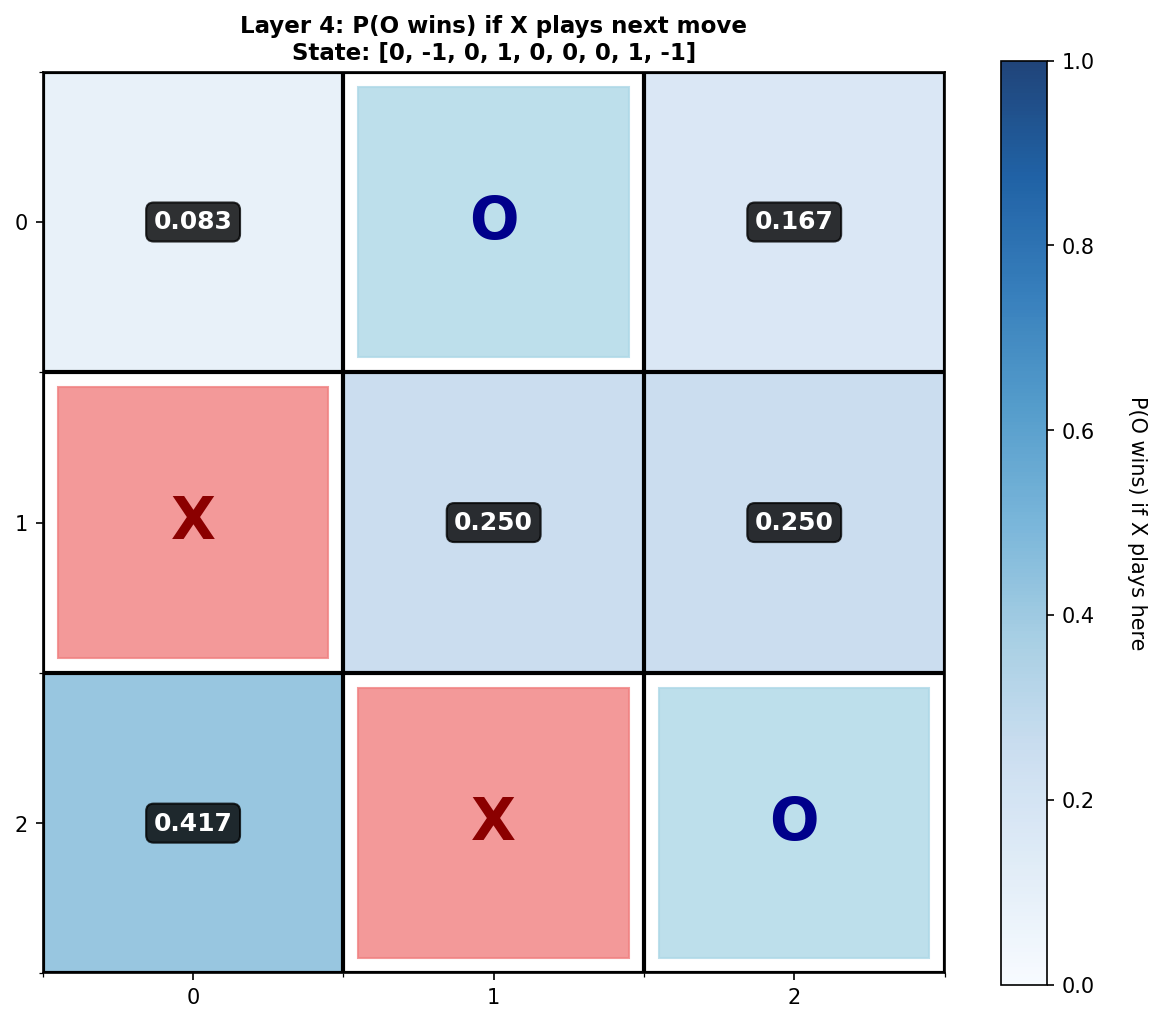 Layer 4: P(O wins) if X plays next move
State: [0, -1, 0, 1, 0, 0, 0, 1, -1]
0.083 O 0.167
X 0.250 0.250
0.417 X O
0
1
2
0 1 2
1.0
0.8
0.6
0.4
0.2
0.0
P(O wins) if X plays here